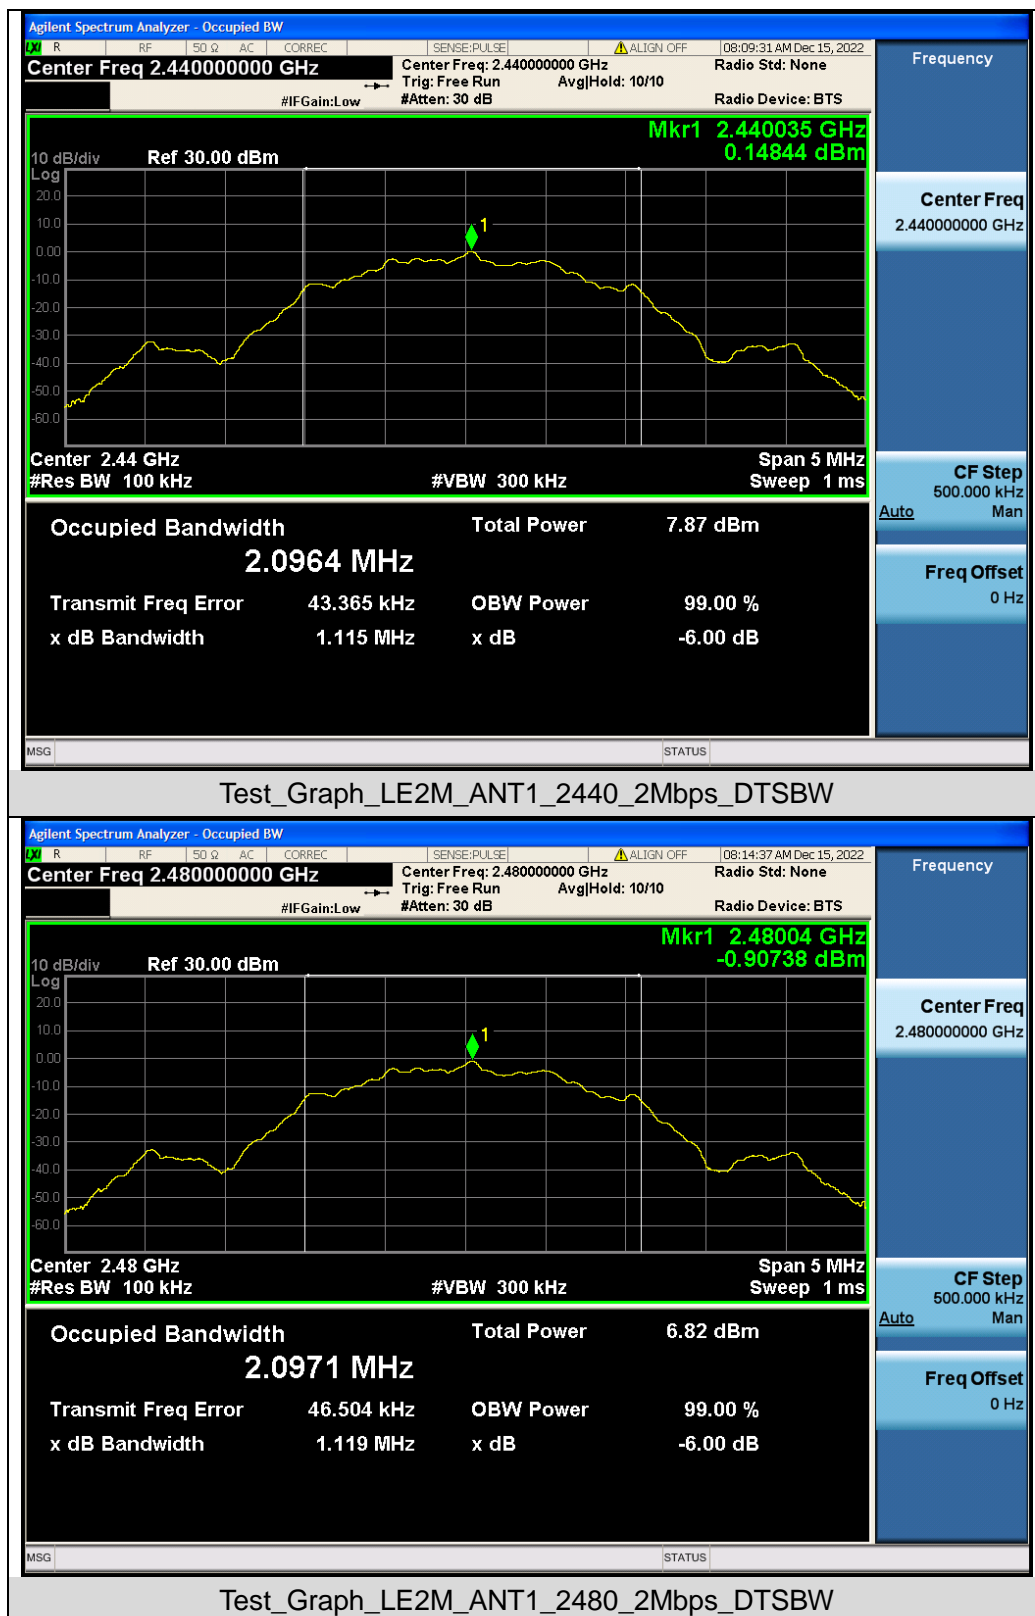 Agilent Spectrum Analyzer - Occupied BW
LXI R RF 50 Ω AC CORREC SENSE:PULSE ALIGN OFF 08:09:31 AM Dec 15, 2022
Center Freq 2.440000000 GHz Center Freq: 2.440000000 GHz Radio Std: None Frequency
Trig: Free Run Avg|Hold: 10/10
#IFGain:Low #Atten: 30 dB Radio Device: BTS
Mkr1 2.440035 GHz
10 dB/div Ref 30.00 dBm 0.14844 dBm
Log
20.0
10.0
0.00
-10.0
-20.0
-30.0
-40.0
-50.0
-60.0
1
Center Freq
2.440000000 GHz
Center 2.44 GHz Span 5 MHz
#Res BW 100 kHz #VBW 300 kHz Sweep 1 ms
CF Step
500.000 kHz
Auto Man
Occupied Bandwidth Total Power 7.87 dBm
2.0964 MHz
Freq Offset
0 Hz
Transmit Freq Error 43.365 kHz OBW Power 99.00 %
x dB Bandwidth 1.115 MHz x dB -6.00 dB
MSG STATUS
Test_Graph_LE2M_ANT1_2440_2Mbps_DTSBW
Agilent Spectrum Analyzer - Occupied BW
LXI R RF 50 Ω AC CORREC SENSE:PULSE ALIGN OFF 08:14:37 AM Dec 15, 2022
Center Freq 2.480000000 GHz Center Freq: 2.480000000 GHz Radio Std: None Frequency
Trig: Free Run Avg|Hold: 10/10
#IFGain:Low #Atten: 30 dB Radio Device: BTS
Mkr1 2.48004 GHz
10 dB/div Ref 30.00 dBm -0.90738 dBm
Log
20.0
10.0
0.00
-10.0
-20.0
-30.0
-40.0
-50.0
-60.0
1
Center Freq
2.480000000 GHz
Center 2.48 GHz Span 5 MHz
#Res BW 100 kHz #VBW 300 kHz Sweep 1 ms
CF Step
500.000 kHz
Auto Man
Occupied Bandwidth Total Power 6.82 dBm
2.0971 MHz
Freq Offset
0 Hz
Transmit Freq Error 46.504 kHz OBW Power 99.00 %
x dB Bandwidth 1.119 MHz x dB -6.00 dB
MSG STATUS
Test_Graph_LE2M_ANT1_2480_2Mbps_DTSBW